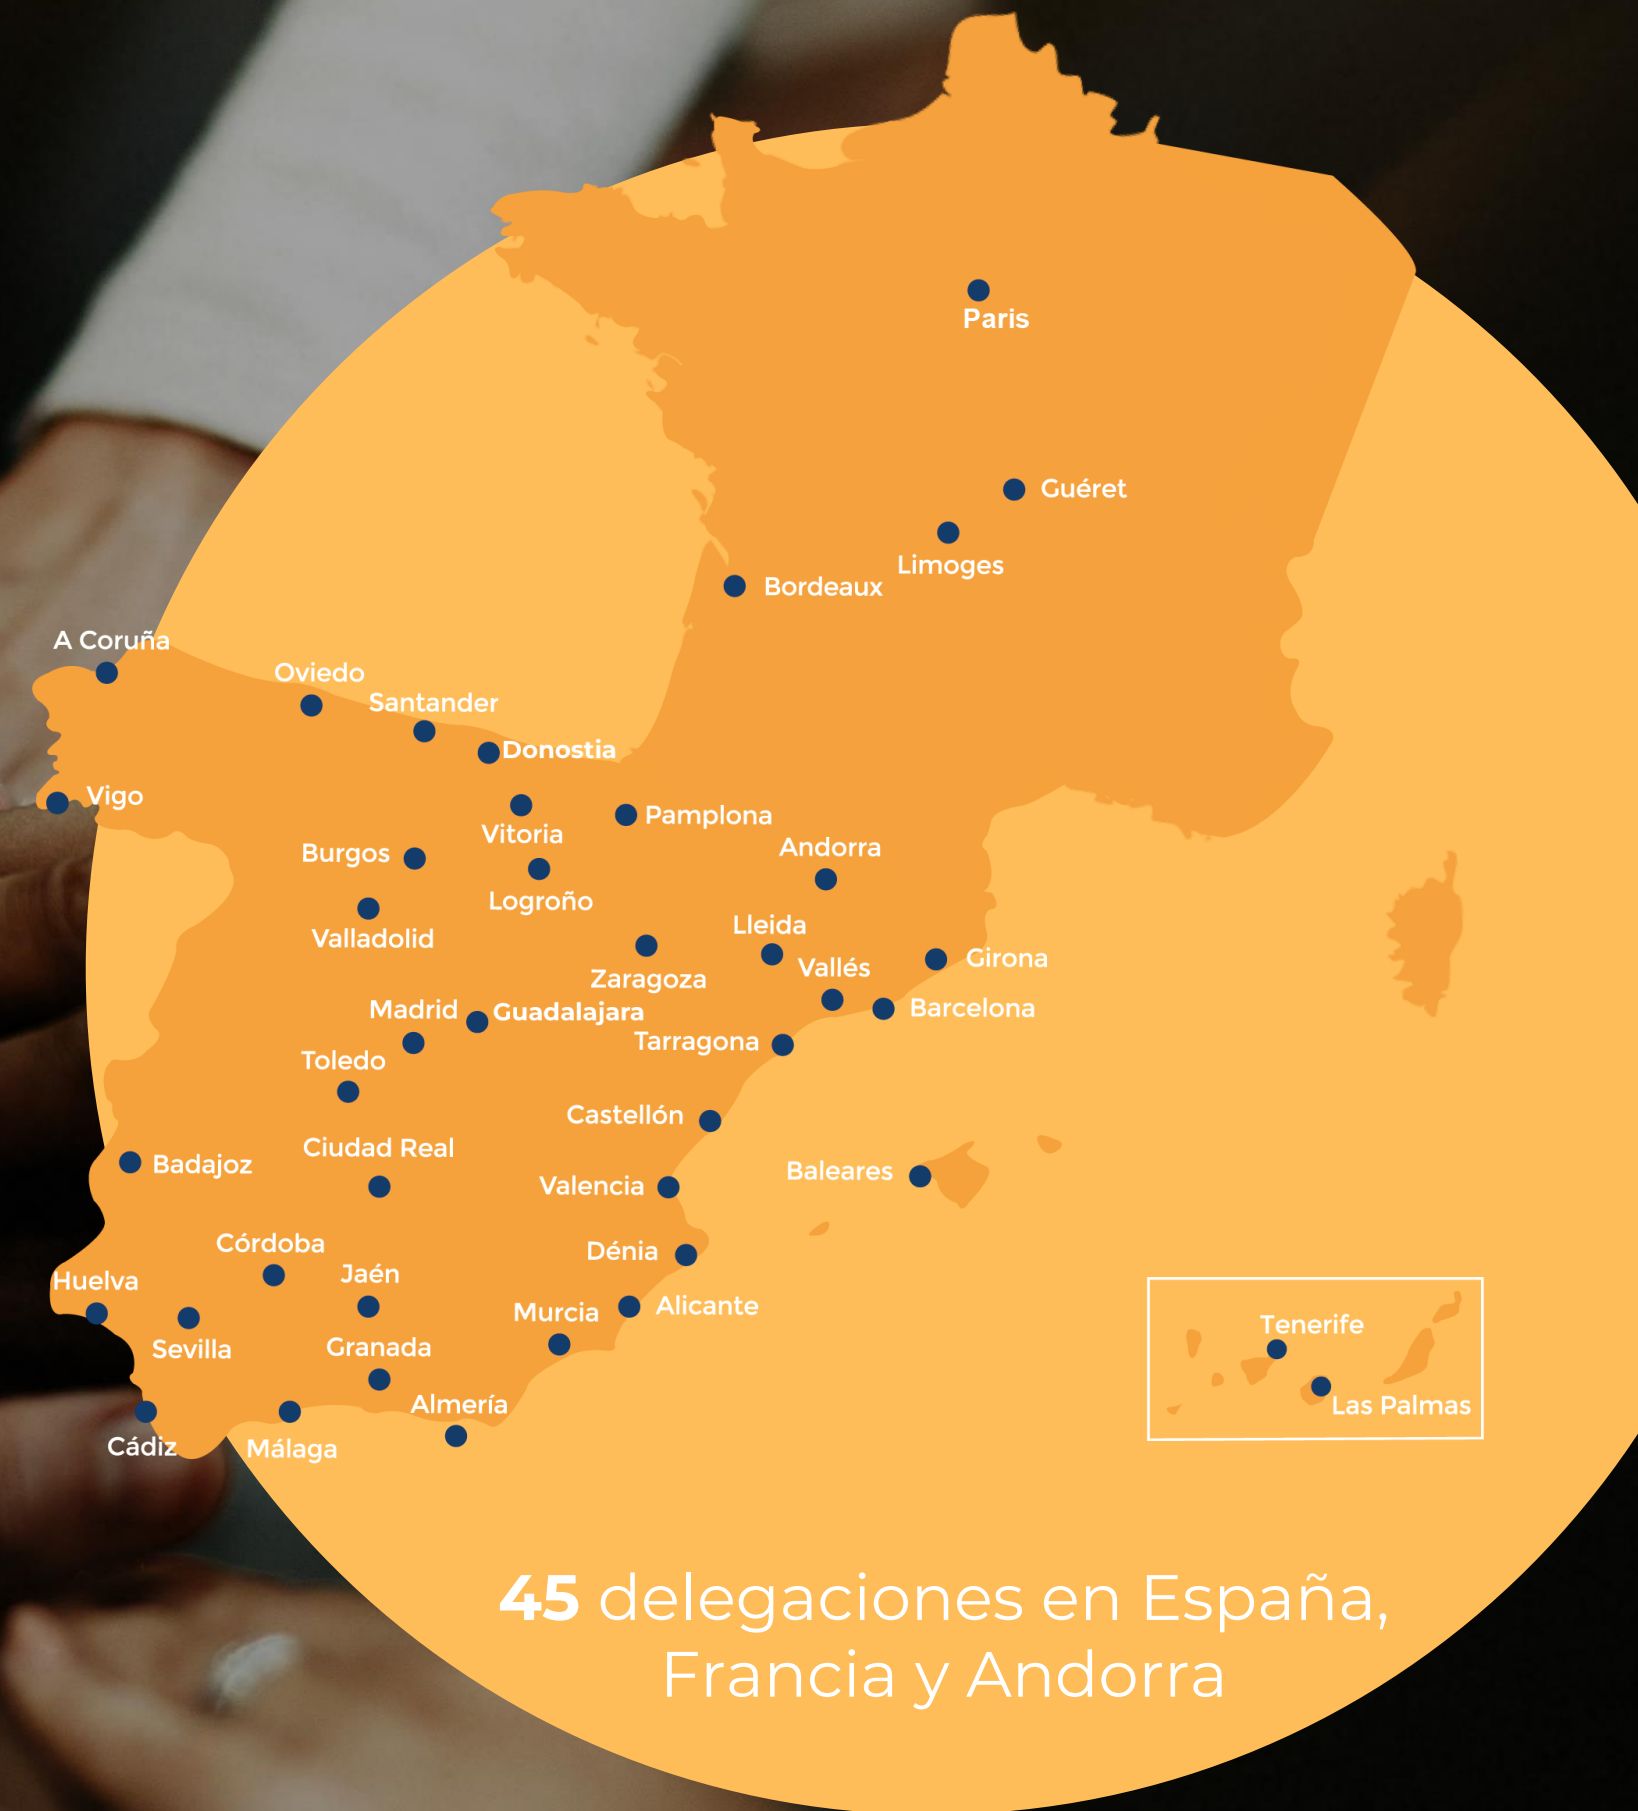 Paris
Guéret
Limoges
Bordeaux
A Coruña
Oviedo
Santander
Donostia
Vigo
Vitoria
Pamplona
Burgos
Andorra
Logroño
Valladolid
Lleida
Zaragoza
Vallés
Girona
Madrid
Guadalajara
Barcelona
Tarragona
Toledo
Castellón
Ciudad Real
Badajoz
Baleares
Valencia
Córdoba
Dénia
Huelva
Jaén
Murcia
Alicante
Sevilla
Granada
Tenerife
Almería
Las Palmas
Cádiz
Málaga
45 delegaciones en España,
Francia y Andorra